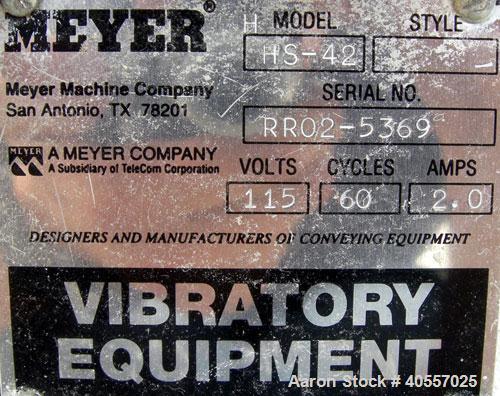 MEYER®
H MODEL STYLE
HS-42 -
Meyer Machine Company
San Antonio, TX 78201
SERIAL NO.
RR02-5369
MEYER
A MEYER COMPANY
A Subsidiary of TeleCom Corporation
VOLTS CYCLES AMPS
115 60 2.0
DESIGNERS AND MANUFACTURERS OF CONVEYING EQUIPMENT
VIBRATORY
EQUIPMENT
Aaron Stock # 40557025